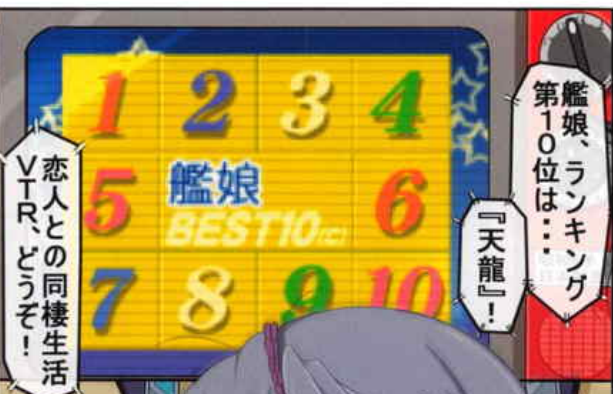 艦娘、ランキング
第10位は・・・
『天龍』！
1 2 3 4
5 艦娘 6
BEST10(C)
7 8 9 10
恋人との同棲生活
VTR、どうぞ！